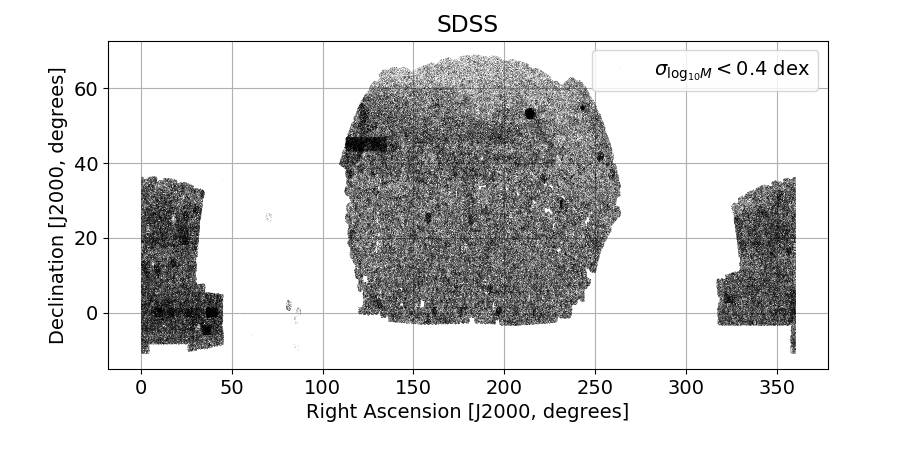 SDSS
σ_log₁₀M < 0.4 dex
60
40
20
0
Declination [J2000, degrees]
0 50 100 150 200 250 300 350
Right Ascension [J2000, degrees]